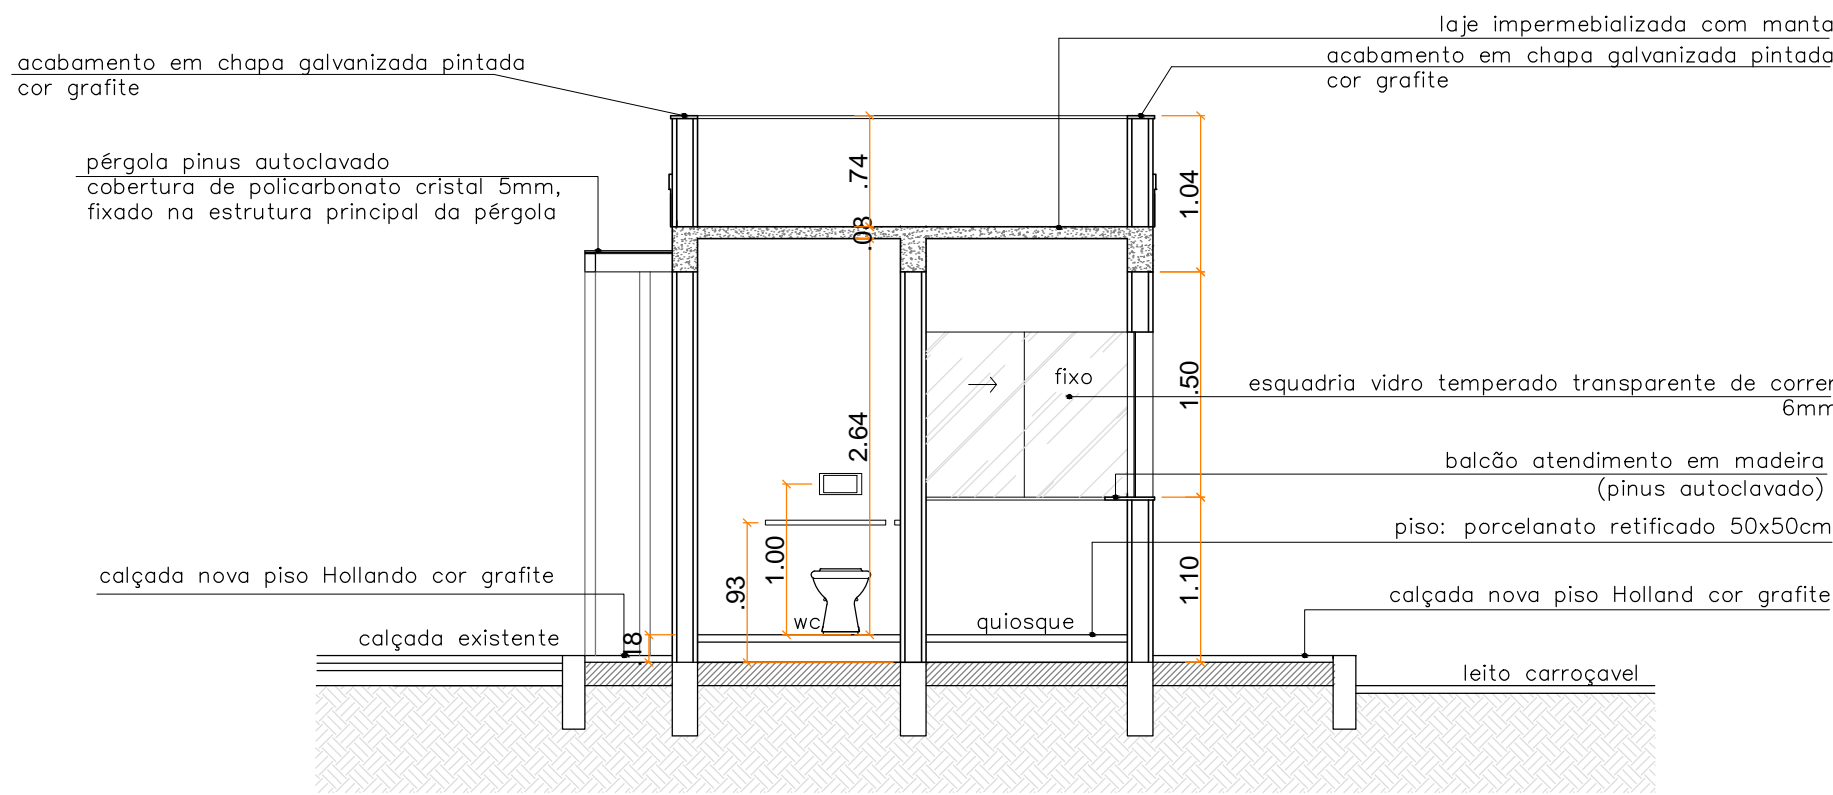 laje impermebializada com manta
acabamento em chapa galvanizada pintada
cor grafite
acabamento em chapa galvanizada pintada
cor grafite
pérgola pinus autoclavado
cobertura de policarbonato cristal 5mm,
fixado na estrutura principal da pérgola
.74
.08
1.04
2.64
1.50
fixo
esquadria vidro temperado transparente de correr
6mm
balcão atendimento em madeira
(pinus autoclavado)
piso: porcelanato retificado 50x50cm
1.00
.93
1.10
calçada nova piso Hollando cor grafite
calçada nova piso Holland cor grafite
wc
quiosque
calçada existente
.18
leito carroçavel